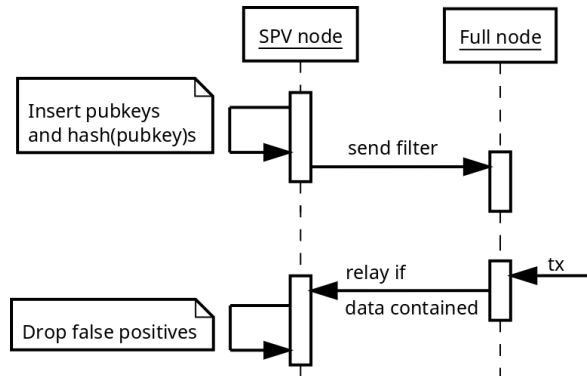 SPV node
Full node
Insert pubkeys
and hash(pubkey)s
send filter
tx
relay if
data contained
Drop false positives